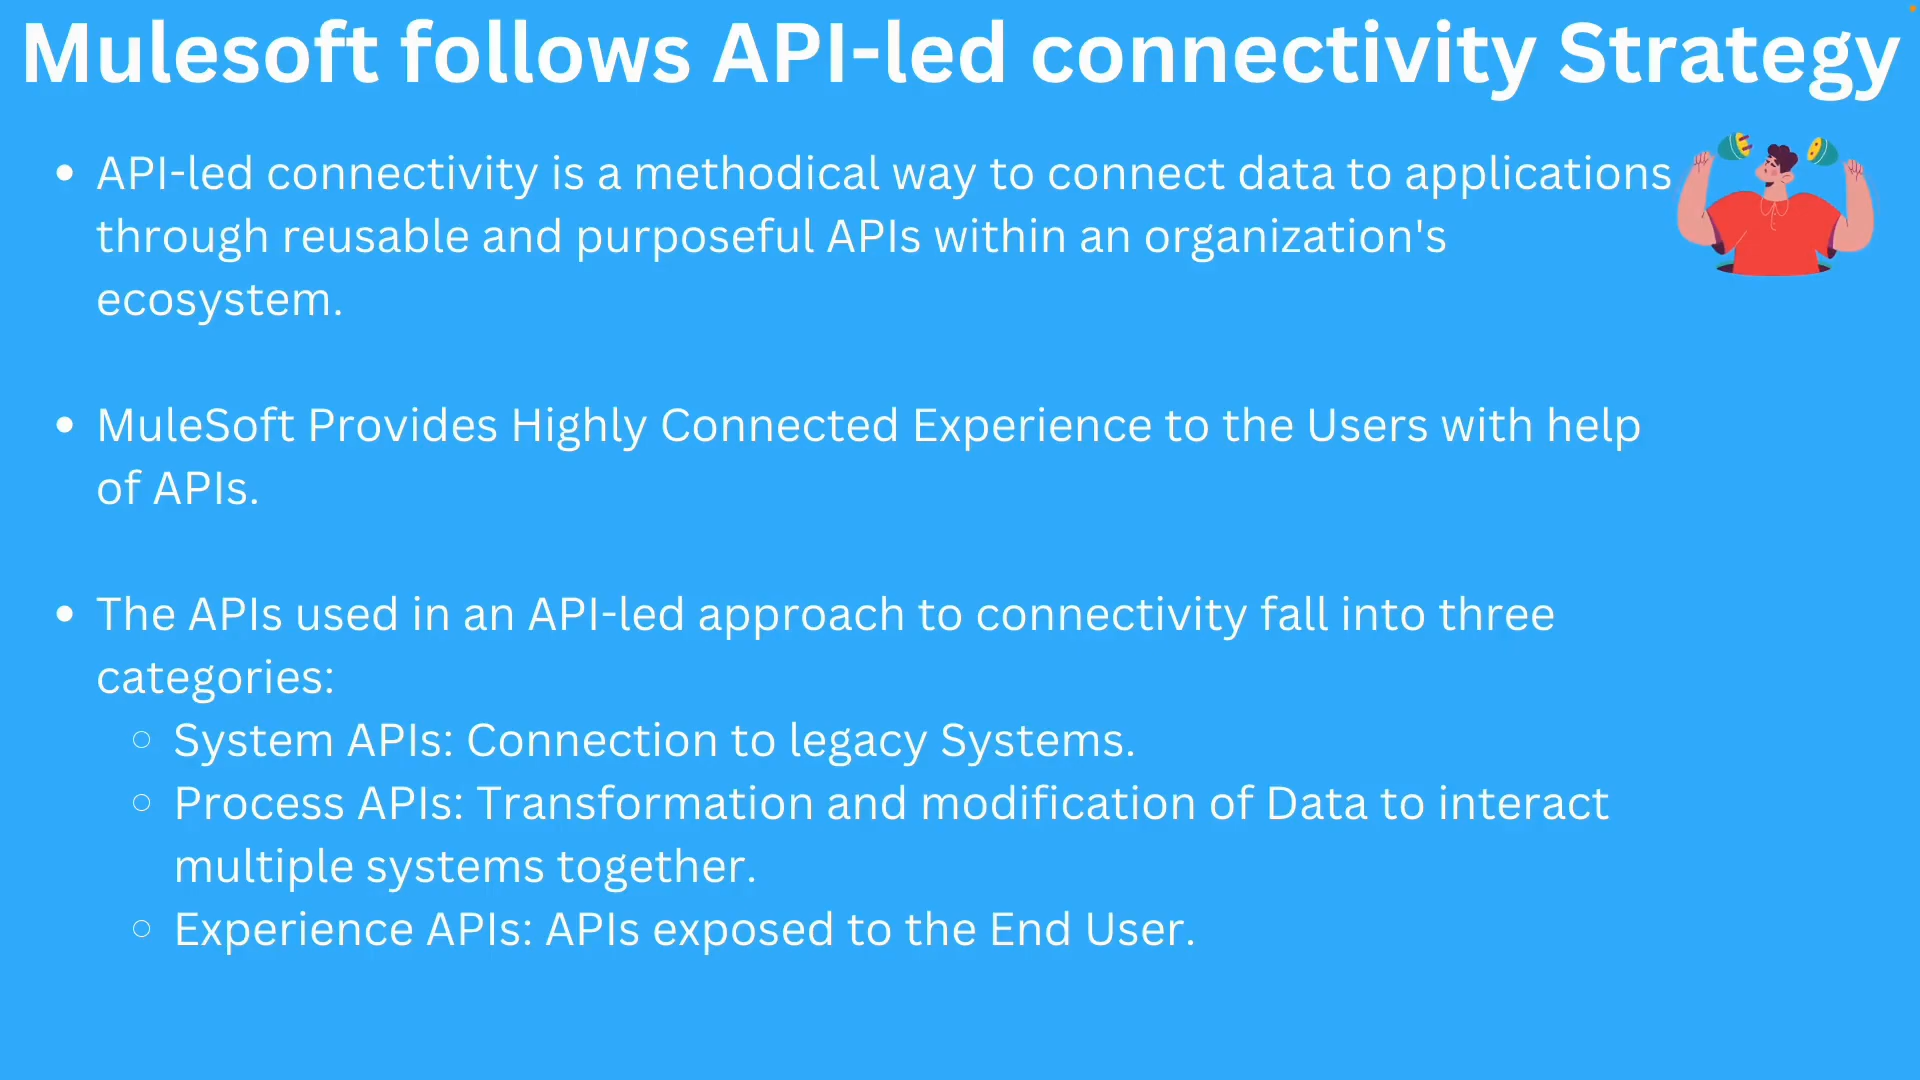 Mulesoft follows API-led connectivity Strategy
• API-led connectivity is a methodical way to connect data to applications
through reusable and purposeful APIs within an organization's
ecosystem.
• MuleSoft Provides Highly Connected Experience to the Users with help
of APIs.
• The APIs used in an API-led approach to connectivity fall into three
categories:
○ System APIs: Connection to legacy Systems.
○ Process APIs: Transformation and modification of Data to interact
multiple systems together.
○ Experience APIs: APIs exposed to the End User.